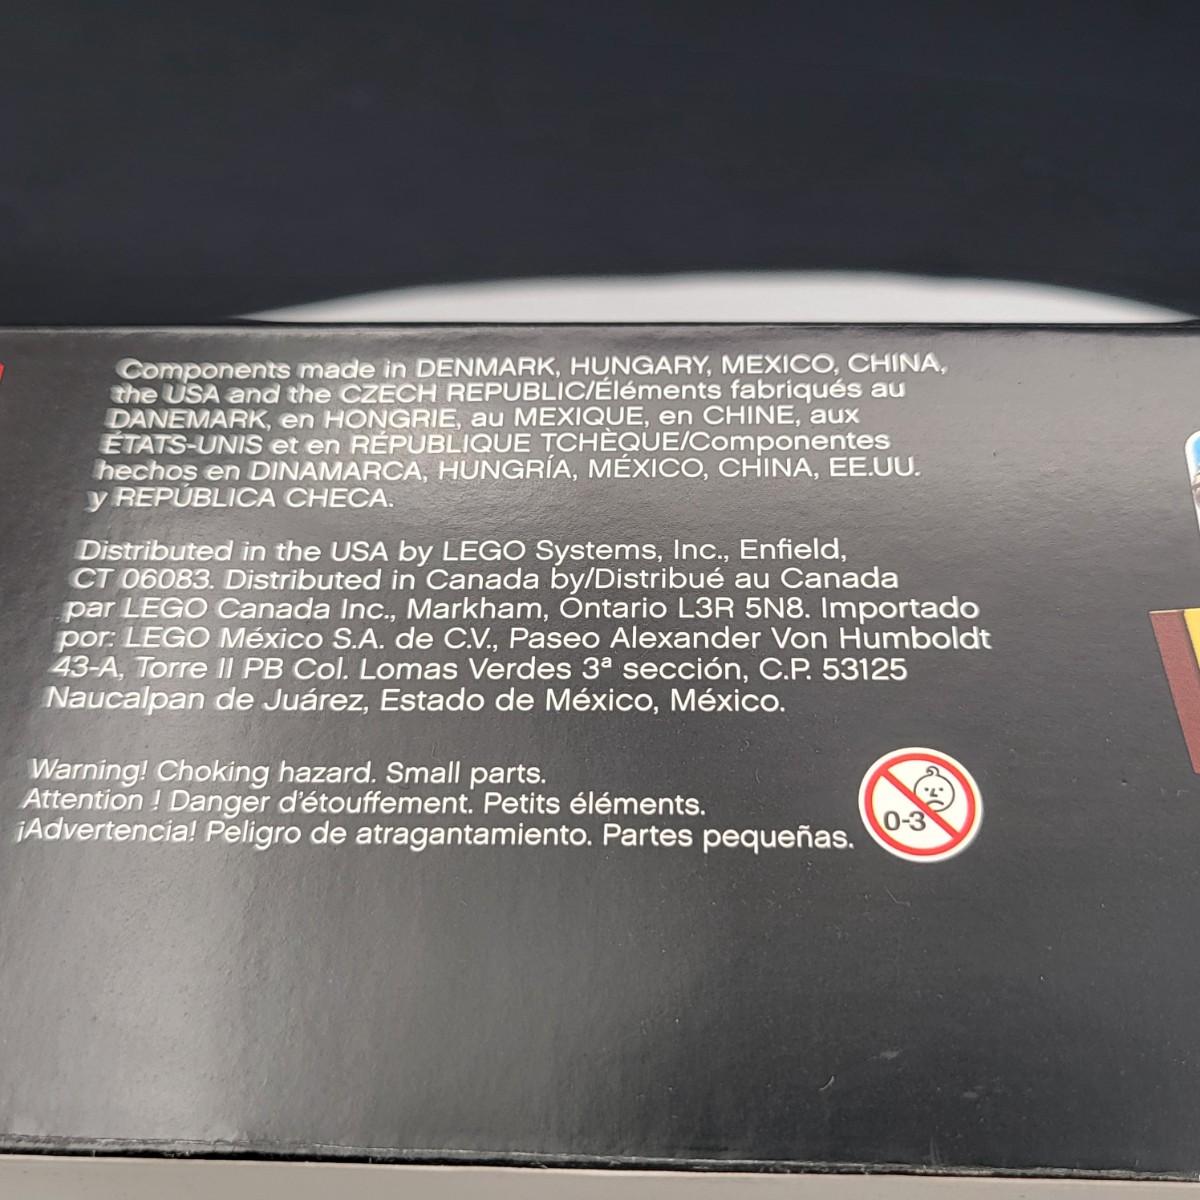 Components made in DENMARK, HUNGARY, MEXICO, CHINA,
the USA and the CZECH REPUBLIC/Éléments fabriqués au
DANEMARK, en HONGRIE, au MEXIQUE, en CHINE, aux
ÉTATS-UNIS et en RÉPUBLIQUE TCHÈQUE/Componentes
hechos en DINAMARCA, HUNGRÍA, MÉXICO, CHINA, EE.UU.
y REPÚBLICA CHECA.
Distributed in the USA by LEGO Systems, Inc., Enfield,
CT 06083. Distributed in Canada by/Distribué au Canada
par LEGO Canada Inc., Markham, Ontario L3R 5N8. Importado
por: LEGO México S.A. de C.V., Paseo Alexander Von Humboldt
43-A, Torre II PB Col. Lomas Verdes 3ª sección, C.P. 53125
Naucalpan de Juárez, Estado de México, México.
Warning! Choking hazard. Small parts.
Attention ! Danger d'étouffement. Petits éléments.
¡Advertencia! Peligro de atragantamiento. Partes pequeñas.
0-3